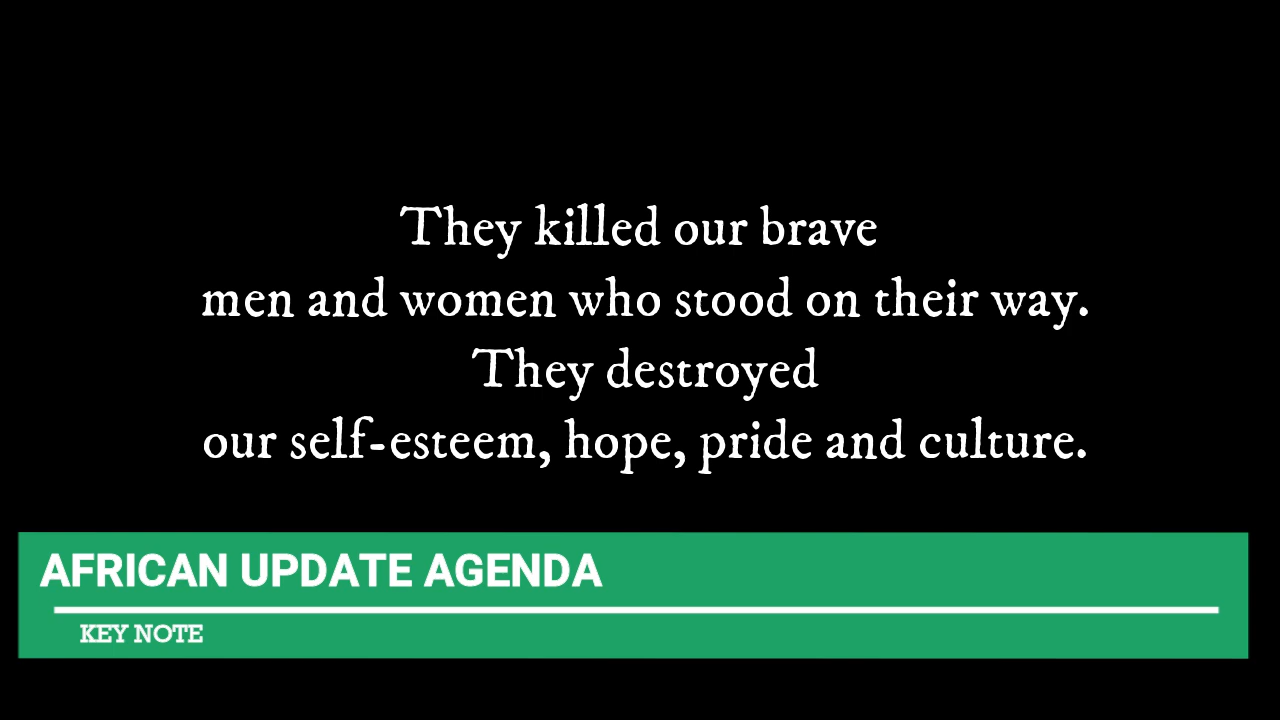 They killed our brave
men and women who stood on their way.
They destroyed
our self-esteem, hope, pride and culture.
AFRICAN UPDATE AGENDA
KEY NOTE